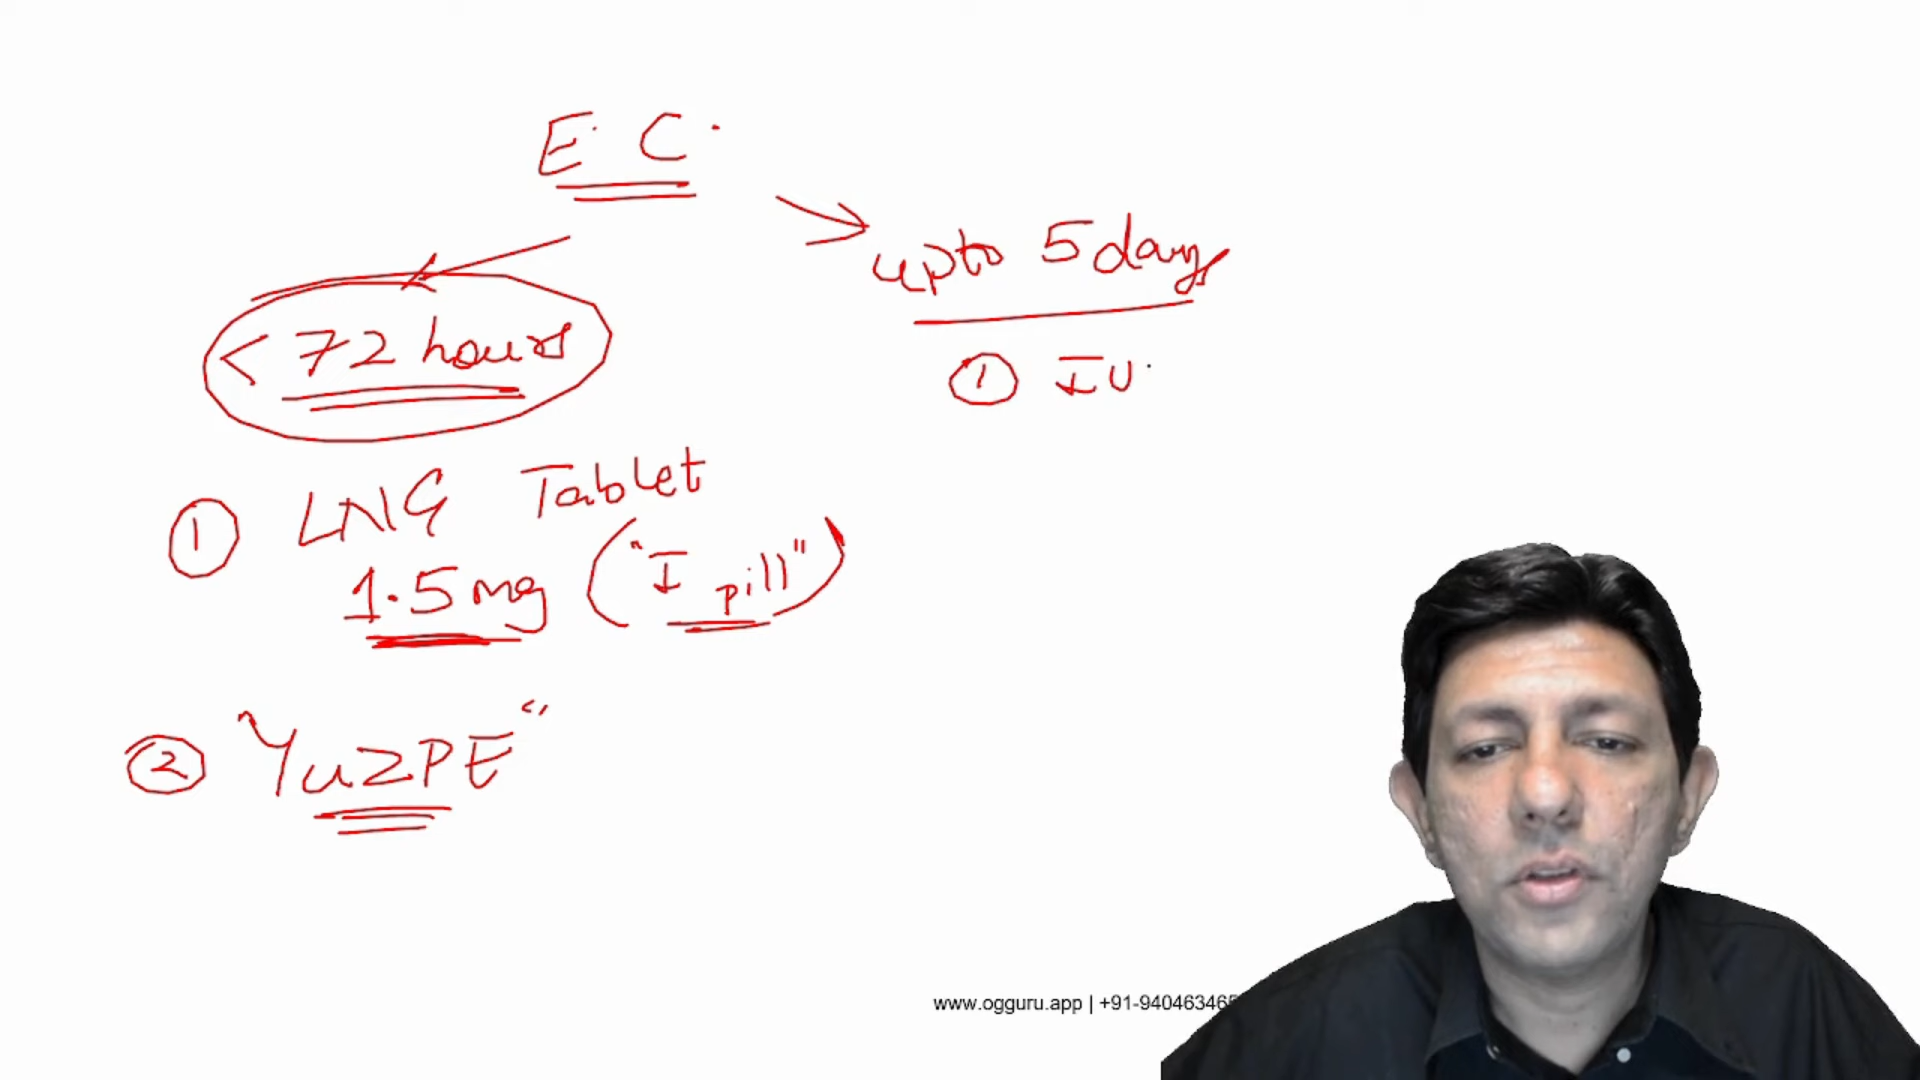 E. C.
< 72 hours
① LNG Tablet
1.5 mg ("I pill")
② "YuZPE"
upto 5 days
① IU
www.ogguru.app | +91-94046346